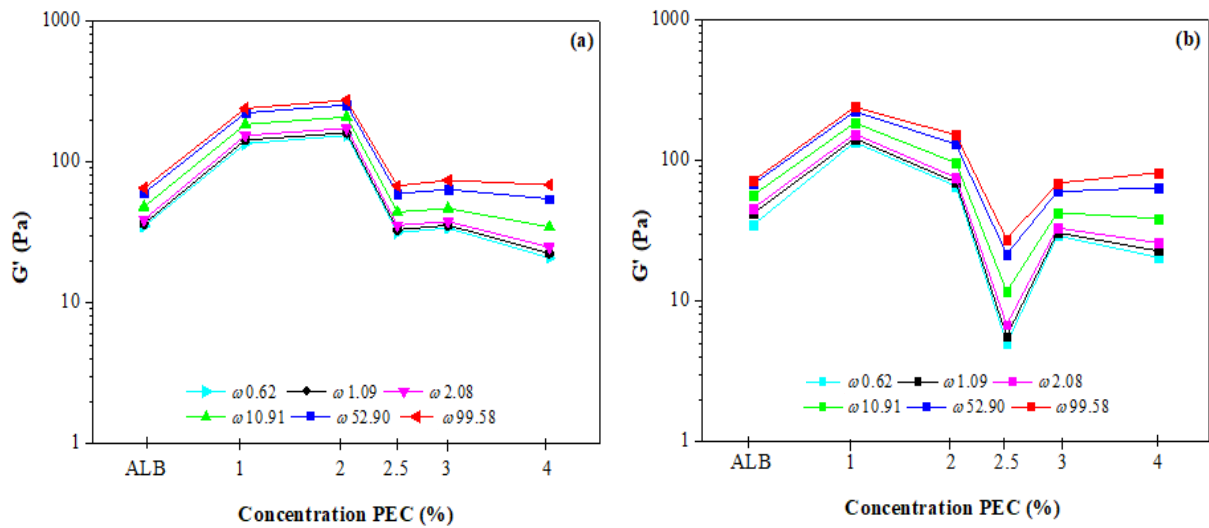 1000
(a)
100
G' (Pa)
10
ω 0.62 ω 1.09 ω 2.08
ω 10.91 ω 52.90 ω 99.58
1
ALB 1 2 2.5 3 4
Concentration PEC (%)
1000
(b)
100
G' (Pa)
10
ω 0.62 ω 1.09 ω 2.08
ω 10.91 ω 52.90 ω 99.58
1
ALB 1 2 2.5 3 4
Concentration PEC (%)